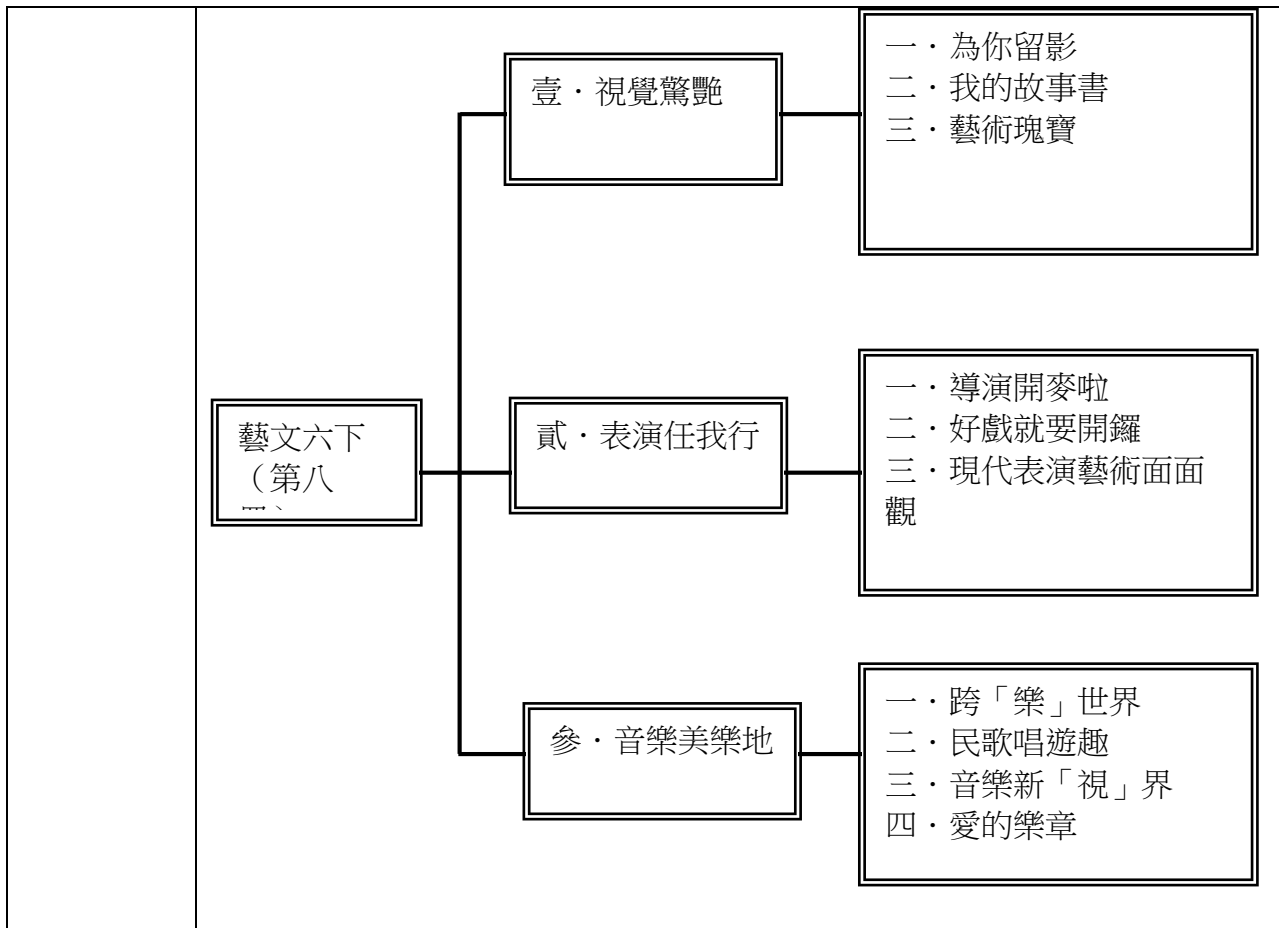 藝文六下
（第八
壹．視覺驚艷
一．為你留影
二．我的故事書
三．藝術瑰寶
貳．表演任我行
一．導演開麥啦
二．好戲就要開鑼
三．現代表演藝術面面
觀
參．音樂美樂地
一．跨「樂」世界
二．民歌唱遊趣
三．音樂新「視」界
四．愛的樂章